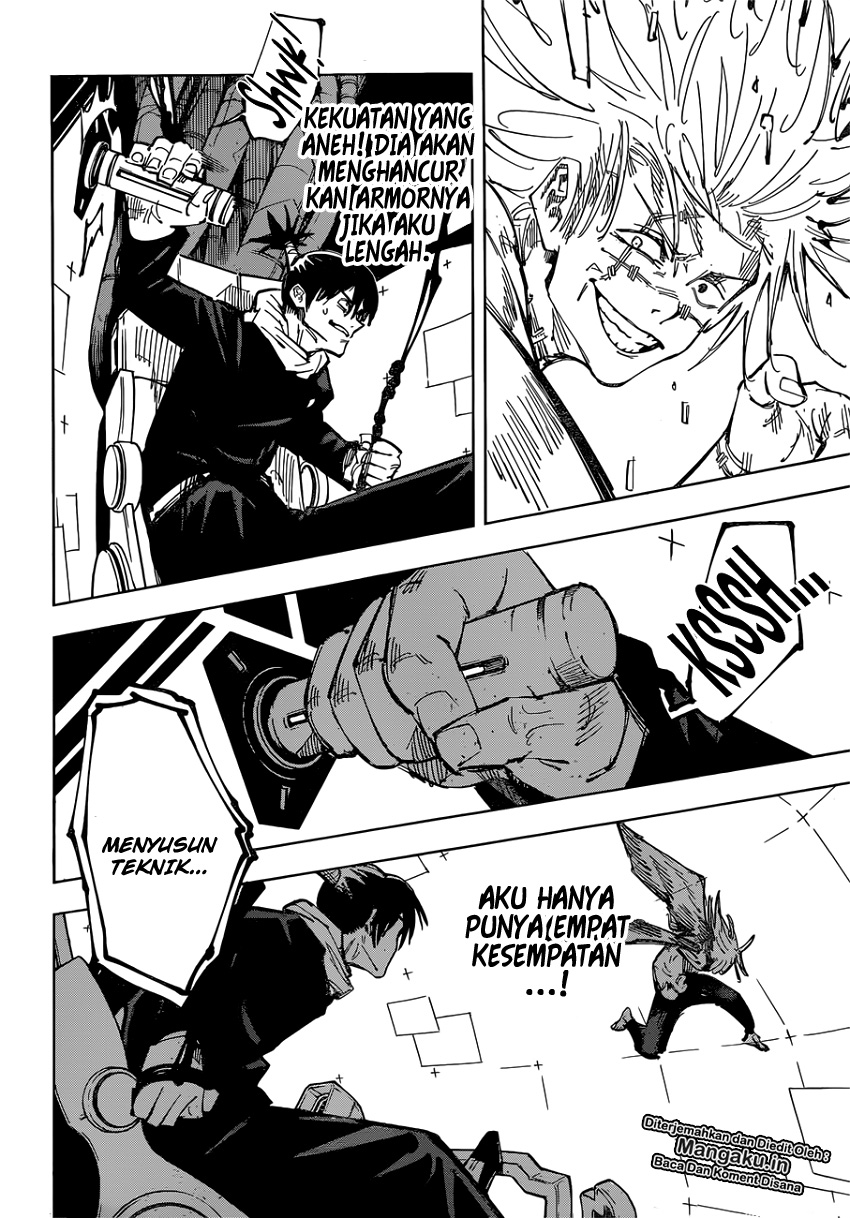 SHWF!
KEKUATAN YANG
ANEH! DIA AKAN
MENGHANCUR
KAN ARMORNYA
JIKA AKU
LENGAH.
KSSSH...
MENYUSUN
TEKNIK...
AKU HANYA
PUNYA EMPAT
KESEMPATAN
...!
Diterjemahkan dan Diedit Oleh:
Mangaku.in
Baca Dan Koment Disana